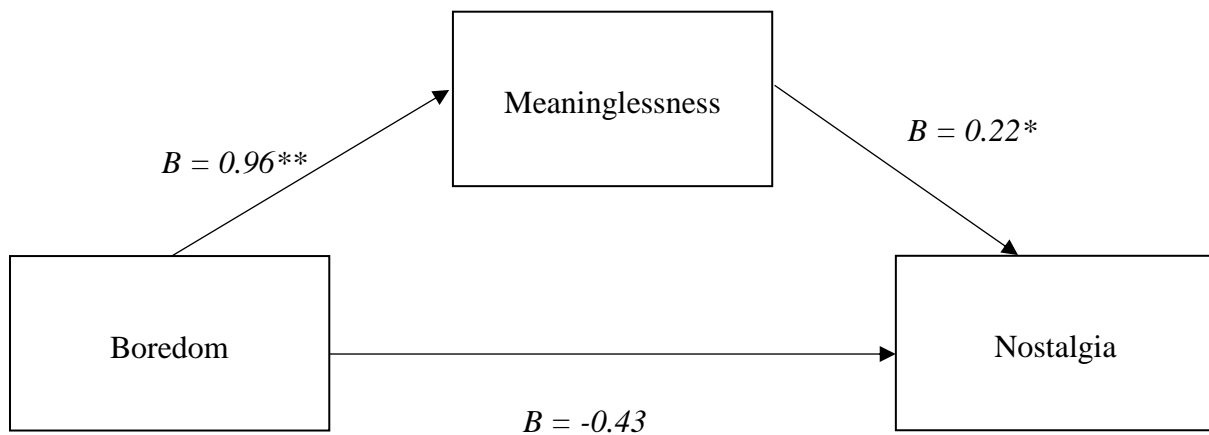 Meaninglessness
B = 0.22*
B = 0.96**
Boredom
Nostalgia
B = -0.43